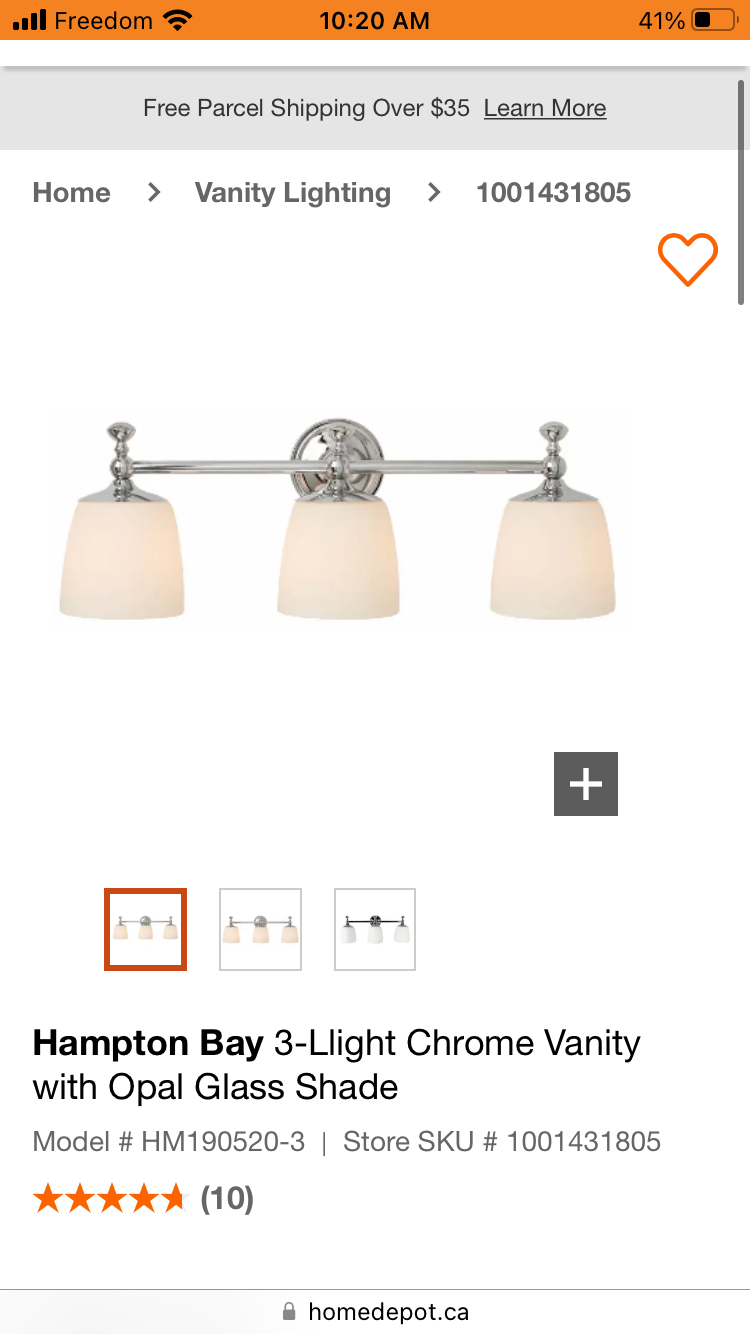 Freedom 10:20 AM 41%
Free Parcel Shipping Over $35 Learn More
Home > Vanity Lighting > 1001431805
Hampton Bay 3-Llight Chrome Vanity
with Opal Glass Shade
Model # HM190520-3 | Store SKU # 1001431805
(10)
homedepot.ca